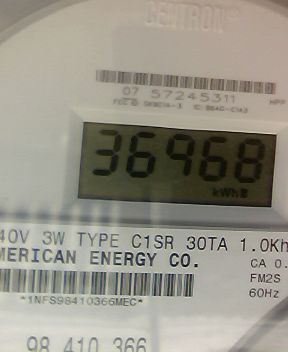 CENTRON
07 57245311
36968
kWh
40V 3W TYPE C1SR 30TA 1.0Kh
MERICAN ENERGY CO.
CA 0.
FM2S
60Hz
*1NFS98410366MEC*
98 410 366